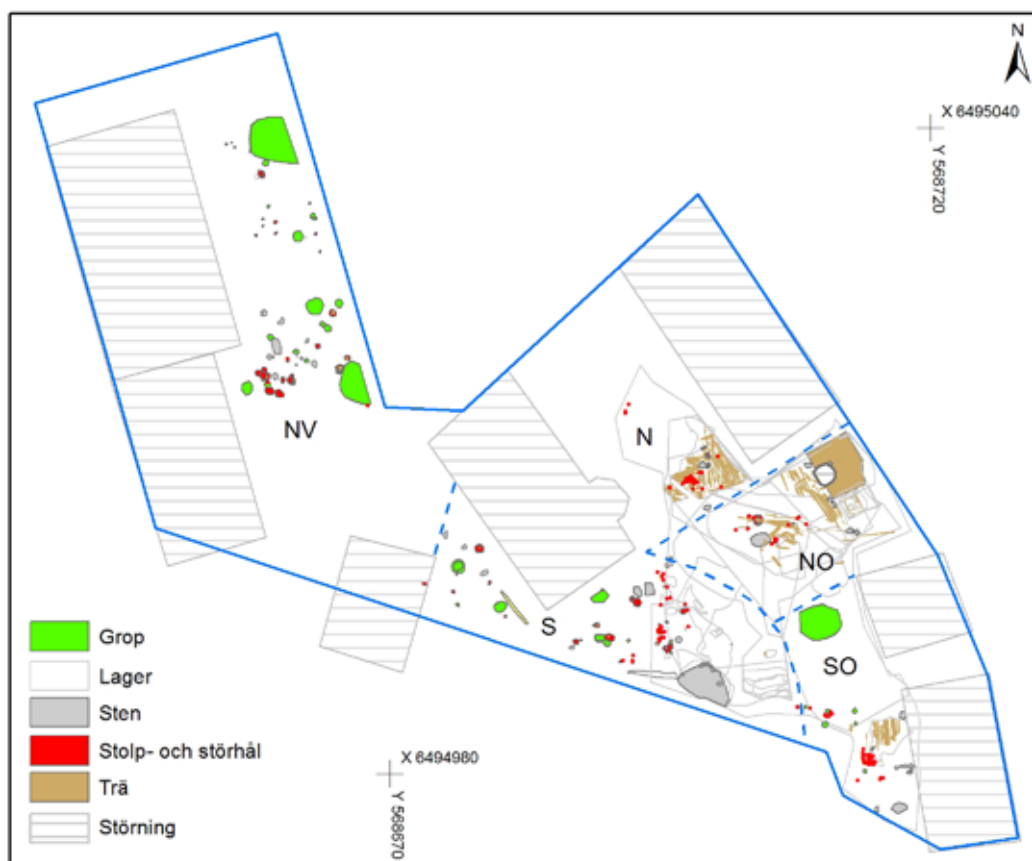 N
X 6495040
Y 568720
NV
N
NO
S
SO
Grop
Lager
Sten
Stolp- och störhål
Trä
Störning
X 6494980
Y 568670